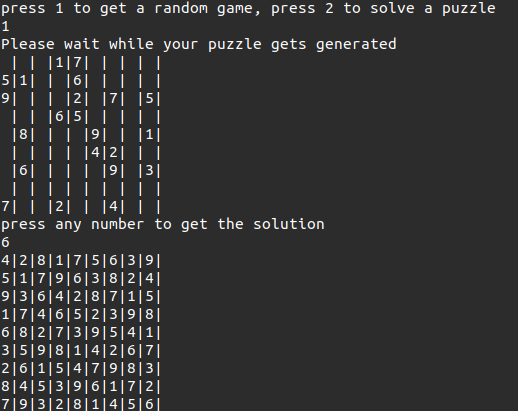 press 1 to get a random game, press 2 to solve a puzzle
1
Please wait while your puzzle gets generated
 | | |1|7| | | | |
5|1| | |6| | | | |
9| | | |2| |7| |5|
 | | |6|5| | | | |
 |8| | | |9| | |1|
 | | | | |4|2| | |
 |6| | | | |9| |3|
 | | | | | | | | |
7| | |2| | |4| | |
press any number to get the solution
6
4|2|8|1|7|5|6|3|9|
5|1|7|9|6|3|8|2|4|
9|3|6|4|2|8|7|1|5|
1|7|4|6|5|2|3|9|8|
6|8|2|7|3|9|5|4|1|
3|5|9|8|1|4|2|6|7|
2|6|1|5|4|7|9|8|3|
8|4|5|3|9|6|1|7|2|
7|9|3|2|8|1|4|5|6|